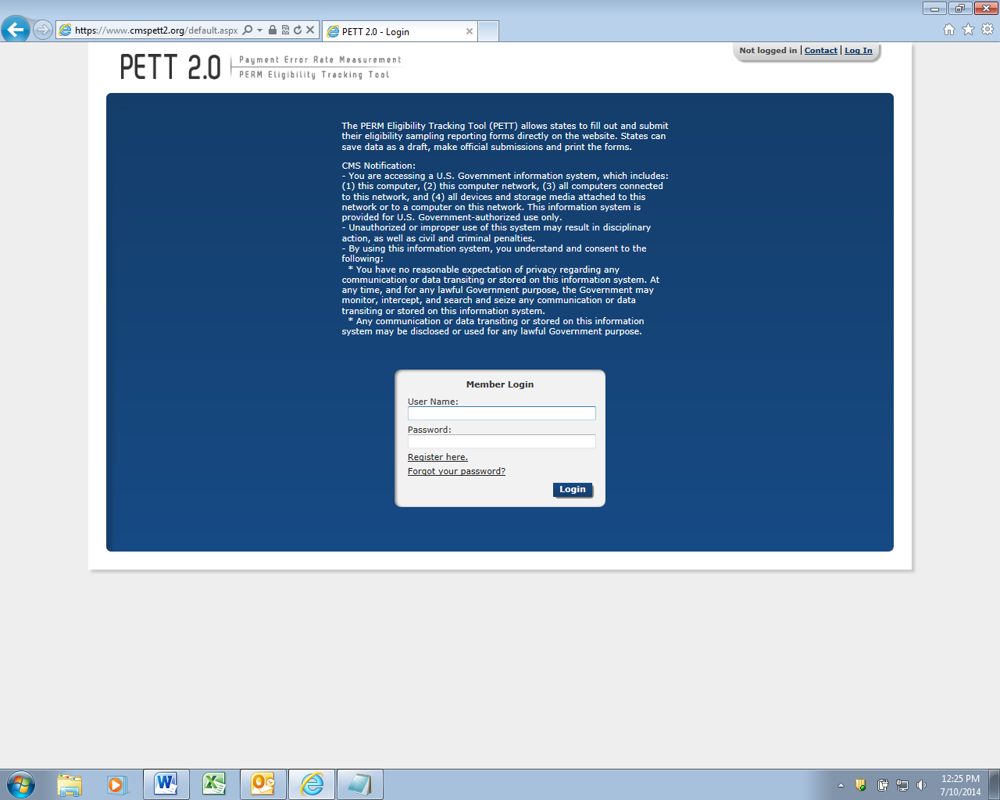 https://www.cmspett2.org/default.aspx
PETT 2.0 - Login
PETT 2.0
Payment Error Rate Measurement
PERM Eligibility Tracking Tool
Not logged in | Contact | Log In
The PERM Eligibility Tracking Tool (PETT) allows states to fill out and submit
their eligibility sampling reporting forms directly on the website. States can
save data as a draft, make official submissions and print the forms.
CMS Notification:
- You are accessing a U.S. Government information system, which includes:
(1) this computer, (2) this computer network, (3) all computers connected
to this network, and (4) all devices and storage media attached to this
network or to a computer on this network. This information system is
provided for U.S. Government-authorized use only.
- Unauthorized or improper use of this system may result in disciplinary
action, as well as civil and criminal penalties.
- By using this information system, you understand and consent to the
following:
* You have no reasonable expectation of privacy regarding any
communication or data transiting or stored on this information system. At
any time, and for any lawful Government purpose, the Government may
monitor, intercept, and search and seize any communication or data
transiting or stored on this information system.
* Any communication or data transiting or stored on this information
system may be disclosed or used for any lawful Government purpose.
Member Login
User Name:
Password:
Register here.
Forgot your password?
Login
12:25 PM
7/10/2014